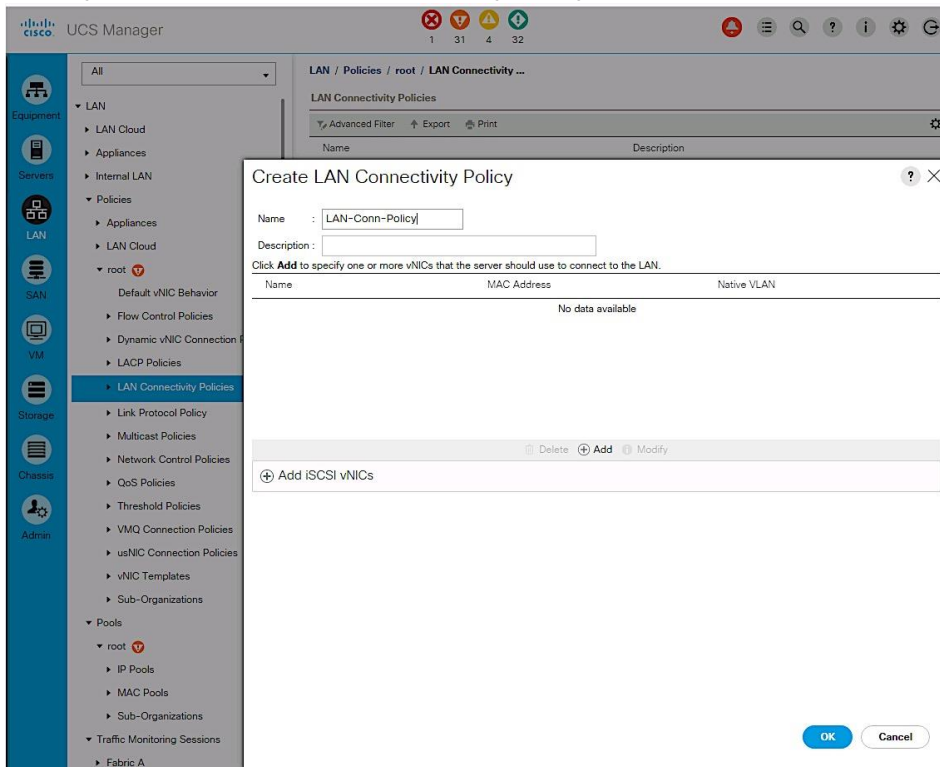 CISCO
UCS Manager
1 31 4 32
Equipment
Servers
LAN
SAN
VM
Storage
Chassis
Admin
All
LAN
LAN Cloud
Appliances
Internal LAN
Policies
Appliances
LAN Cloud
root
Default vNIC Behavior
Flow Control Policies
Dynamic vNIC Connection
LACP Policies
LAN Connectivity Policies
Link Protocol Policy
Multicast Policies
Network Control Policies
QoS Policies
Threshold Policies
VMQ Connection Policies
usNIC Connection Policies
vNIC Templates
Sub-Organizations
Pools
root
IP Pools
MAC Pools
Sub-Organizations
Traffic Monitoring Sessions
Fabric A
LAN / Policies / root / LAN Connectivity ...
LAN Connectivity Policies
Advanced Filter Export Print
Name Description
Create LAN Connectivity Policy
Name : LAN-Conn-Policy
Description :
Click Add to specify one or more vNICs that the server should use to connect to the LAN.
Name MAC Address Native VLAN
No data available
Delete Add Modify
Add iSCSI vNICs
OK Cancel